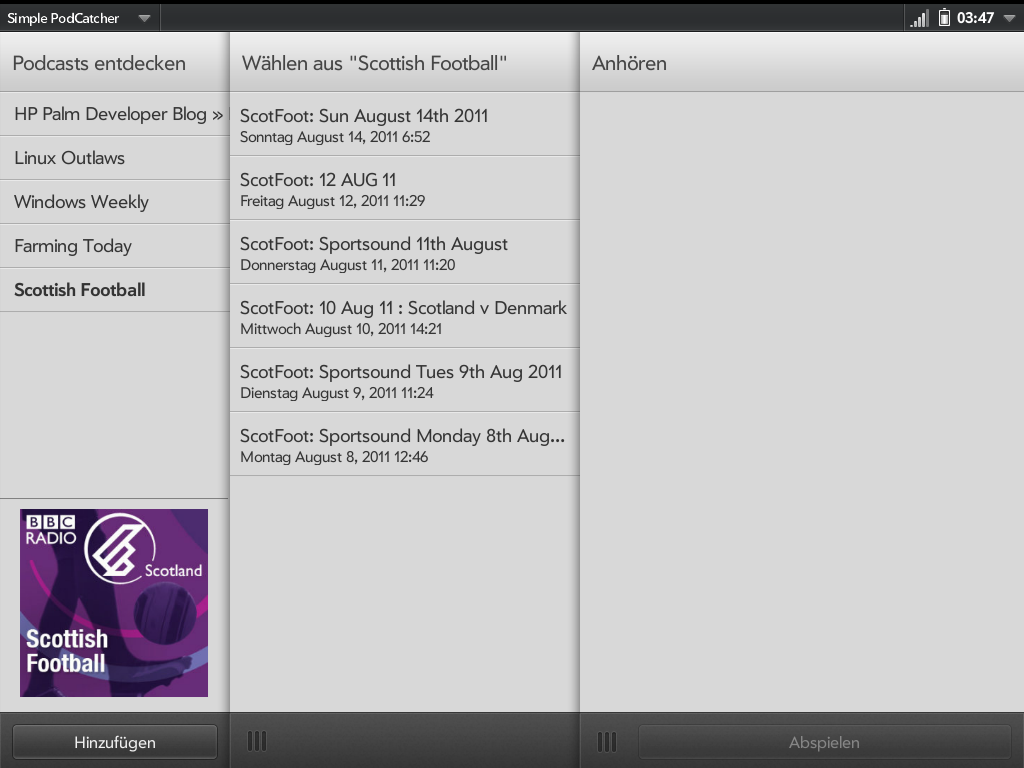 Simple PodCatcher
03:47
Podcasts entdecken
HP Palm Developer Blog »
Linux Outlaws
Windows Weekly
Farming Today
Scottish Football
BBC
RADIO
Scotland
Scottish
Football
Hinzufügen
Wählen aus "Scottish Football"
ScotFoot: Sun August 14th 2011
Sonntag August 14, 2011 6:52
ScotFoot: 12 AUG 11
Freitag August 12, 2011 11:29
ScotFoot: Sportsound 11th August
Donnerstag August 11, 2011 11:20
ScotFoot: 10 Aug 11 : Scotland v Denmark
Mittwoch August 10, 2011 14:21
ScotFoot: Sportsound Tues 9th Aug 2011
Dienstag August 9, 2011 11:24
ScotFoot: Sportsound Monday 8th Aug...
Montag August 8, 2011 12:46
Anhören
Abspielen